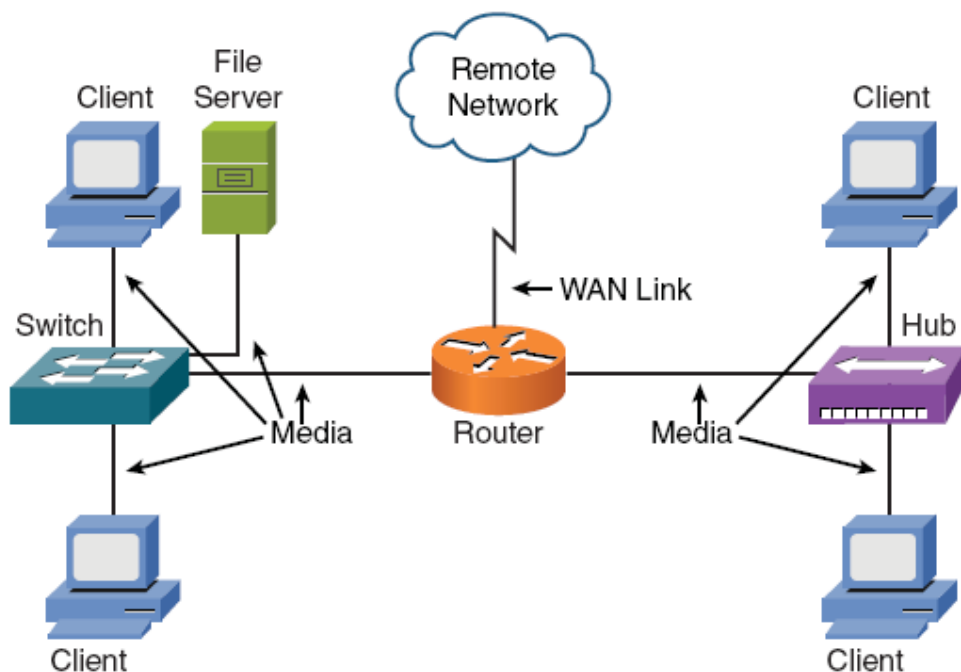 File
Server
Client
Remote
Network
Client
WAN Link
Switch
Hub
Media
Router
Media
Client
Client